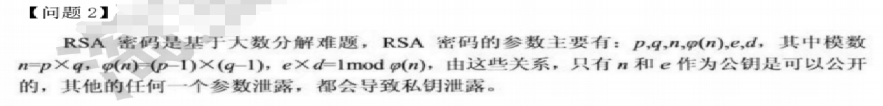 【问题 2】
RSA 密码是基于大数分解难题，RSA 密码的参数主要有：p,q,n,φ(n),e,d，其中模数
n=p×q，φ(n)=(p−1)×(q−1)，e×d=1mod φ(n)，由这些关系，只有 n 和 e 作为公钥是可以公开
的，其他的任何一个参数泄露，都会导致私钥泄露。